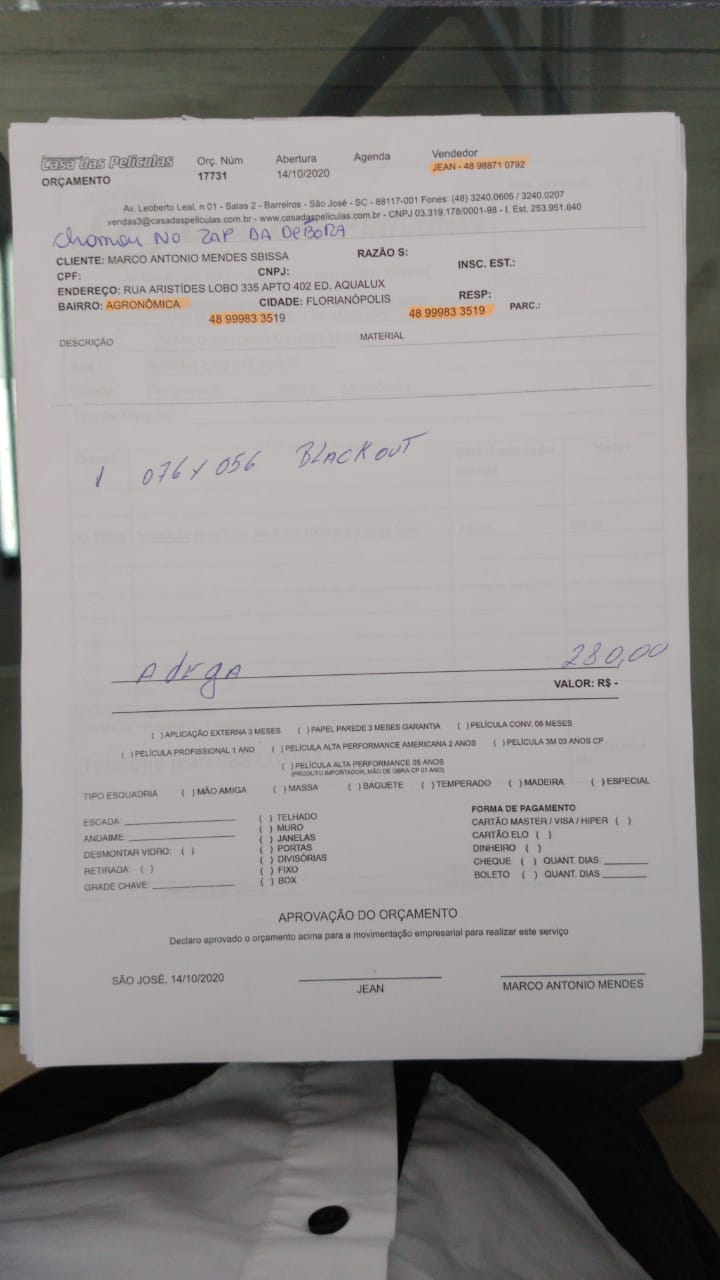 Casa das Películas Orç. Núm Abertura Agenda Vendedor
ORÇAMENTO 17731 14/10/2020 JEAN - 48 98871 0792
Av. Leoberto Leal, n 01 - Salas 2 - Barreiros - São José - SC - 88117-001 Fones: (48) 3240.0605 / 3240.0207
vendas3@casadaspeliculas.com.br - www.casadaspeliculas.com.br - CNPJ 03.319.178/0001-98 - I. Est. 253.951.640
chamou NO ZAP DA DEBORA
CLIENTE: MARCO ANTONIO MENDES SBISSA RAZÃO S:
CPF: CNPJ: INSC. EST.:
ENDEREÇO: RUA ARISTÍDES LOBO 335 APTO 402 ED. AQUALUX
BAIRRO: AGRONÔMICA CIDADE: FLORIANÓPOLIS RESP:
48 99983 3519 48 99983 3519 PARC.:
DESCRIÇÃO MATERIAL
1 076 X 056 BLACKOUT
ADEGA 280,00
VALOR: R$ -
( ) APLICAÇÃO EXTERNA 3 MESES ( ) PAPEL PAREDE 3 MESES GARANTIA ( ) PELÍCULA CONV. 06 MESES
( ) PELÍCULA PROFISSIONAL 1 ANO ( ) PELÍCULA ALTA PERFORMANCE AMERICANA 2 ANOS ( ) PELÍCULA 3M 03 ANOS CP
( ) PELÍCULA ALTA PERFORMANCE 05 ANOS
(PRODUTO IMPORTADOR, MÃO DE OBRA CP 01 ANO)
TIPO ESQUADRIA ( ) MÃO AMIGA ( ) MASSA ( ) BAGUETE ( ) TEMPERADO ( ) MADEIRA ( ) ESPECIAL
ESCADA: ( ) TELHADO FORMA DE PAGAMENTO
ANDAIME: ( ) MURO CARTÃO MASTER / VISA / HIPER ( )
( ) JANELAS CARTÃO ELO ( )
DESMONTAR VIDRO: ( ) ( ) PORTAS DINHEIRO ( )
RETIRADA: ( ) ( ) DIVISÓRIAS CHEQUE ( ) QUANT. DIAS:
( ) FIXO BOLETO ( ) QUANT. DIAS
GRADE CHAVE: ( ) BOX
APROVAÇÃO DO ORÇAMENTO
Declaro aprovado o orçamento acima para a movimentação empresarial para realizar este serviço
SÃO JOSÉ, 14/10/2020
JEAN MARCO ANTONIO MENDES